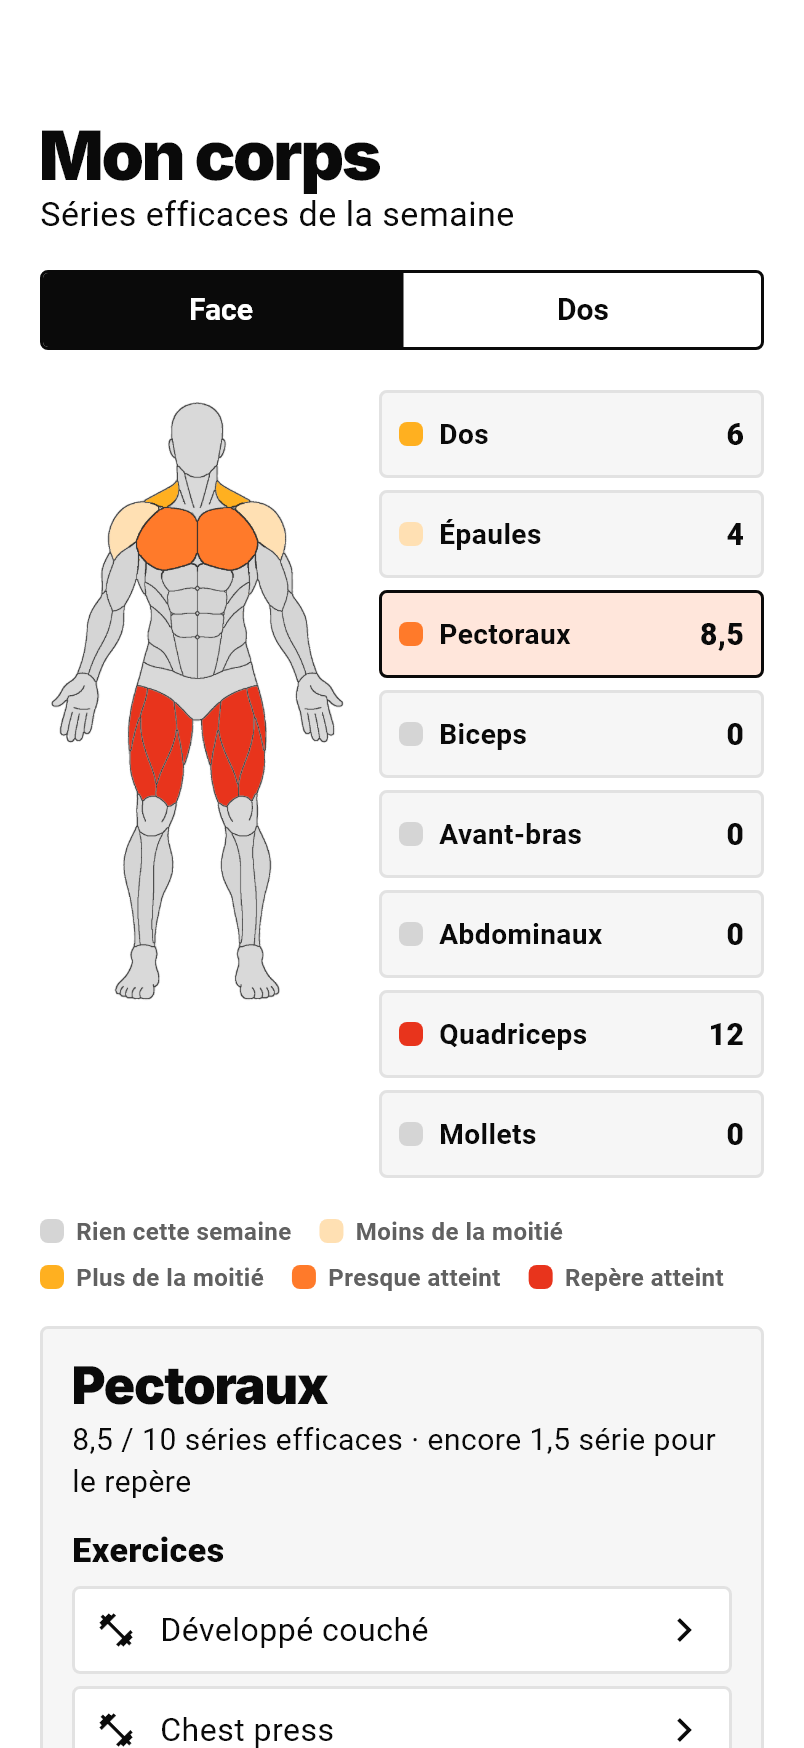 Mon corps
Séries efficaces de la semaine
Face
Dos
Dos 6
Épaules 4
Pectoraux 8,5
Biceps 0
Avant-bras 0
Abdominaux 0
Quadriceps 12
Mollets 0
Rien cette semaine Moins de la moitié
Plus de la moitié Presque atteint Repère atteint
Pectoraux
8,5 / 10 séries efficaces · encore 1,5 série pour
le repère
Exercices
Développé couché
Chest press